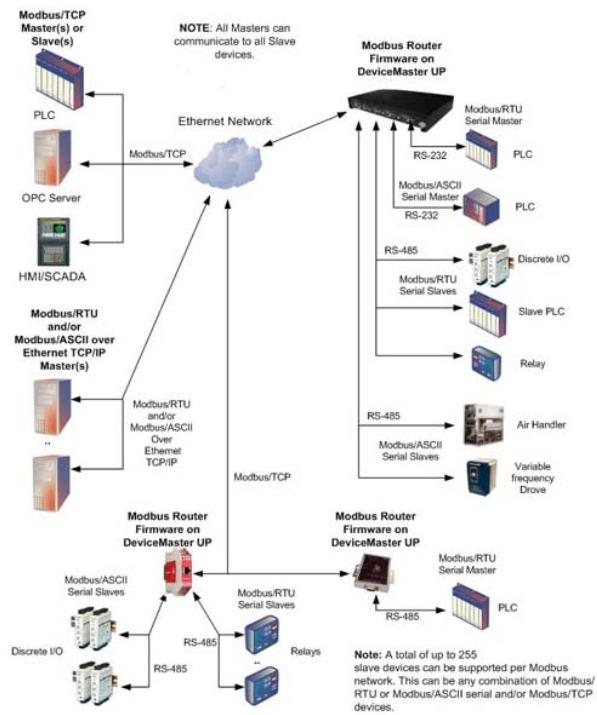 Modbus/TCP
Master(s) or
Slave(s)
PLC
OPC Server
HMI/SCADA
NOTE: All Masters can
communicate to all Slave
devices.
Ethernet Network
Modbus/TCP
Modbus Router
Firmware on
DeviceMaster UP
Modbus/RTU
Serial Master
RS-232
PLC
Modbus/ASCII
Serial Master
RS-232
PLC
RS-485
Discrete I/O
Modbus/RTU
Serial Slaves
Slave PLC
Relay
RS-485
Air Handler
Modbus/ASCII
Serial Slaves
Variable
frequency
Drove
Modbus/RTU
and/or
Modbus/ASCII over
Ethernet TCP/IP
Master(s)
..
Modbus/RTU
and/or
Modbus/ASCII
Over
Ethernet
TCP/IP
Modbus/TCP
Modbus Router
Firmware on
DeviceMaster UP
Modbus/ASCII
Serial Slaves
Discrete I/O
RS-485
Modbus/RTU
Serial Slaves
RS-485
Relays
..
Modbus Router
Firmware on
DeviceMaster UP
Modbus/RTU
Serial Master
RS-485
PLC
Note: A total of up to 255
slave devices can be supported per Modbus
network. This can be any combination of Modbus/
RTU or Modbus/ASCII serial and/or Modbus/TCP
devices.